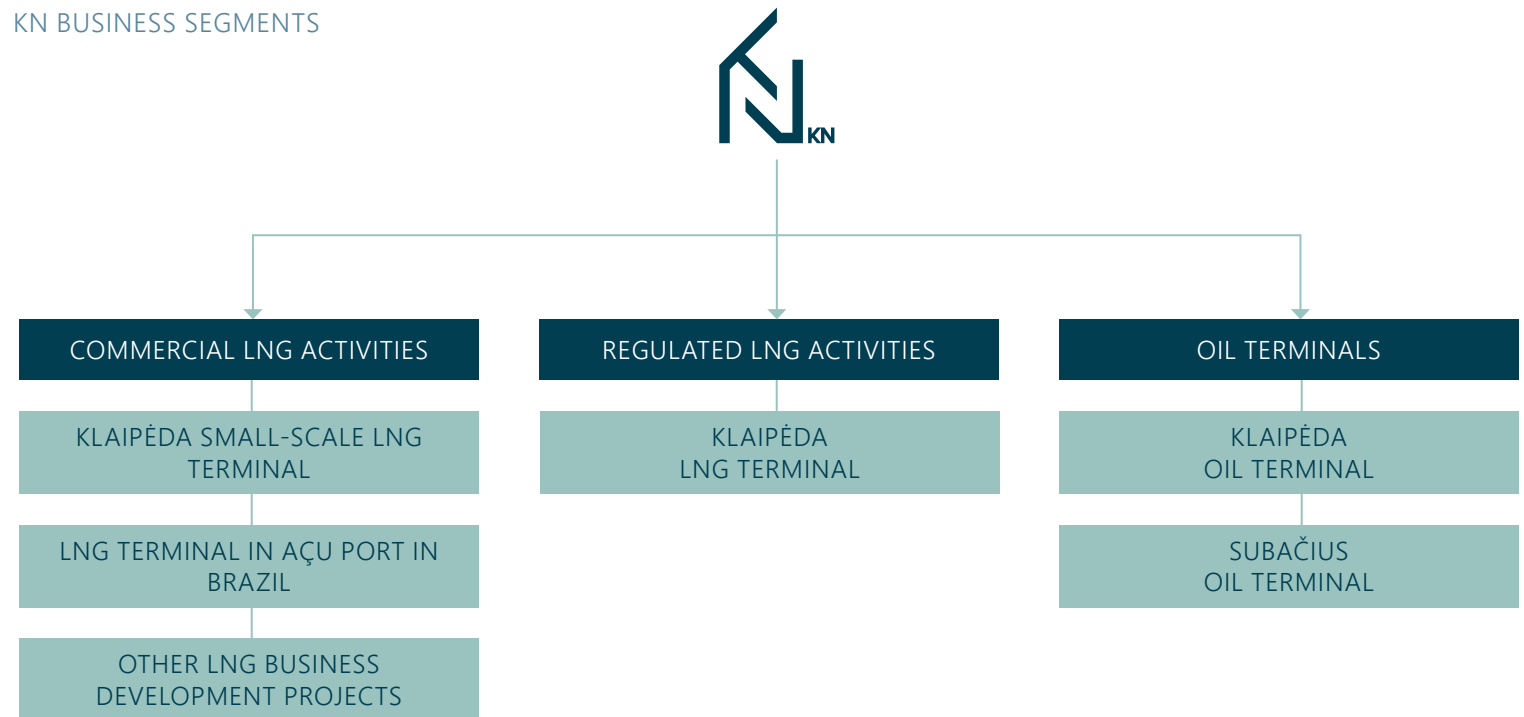 KN BUSINESS SEGMENTS
KN
COMMERCIAL LNG ACTIVITIES
KLAIPĖDA SMALL-SCALE LNG
TERMINAL
LNG TERMINAL IN AÇU PORT IN
BRAZIL
OTHER LNG BUSINESS
DEVELOPMENT PROJECTS
REGULATED LNG ACTIVITIES
KLAIPĖDA
LNG TERMINAL
OIL TERMINALS
KLAIPĖDA
OIL TERMINAL
SUBAČIUS
OIL TERMINAL